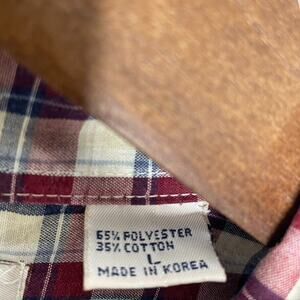 65% POLYESTER
35% COTTON
L
MADE IN KOREA